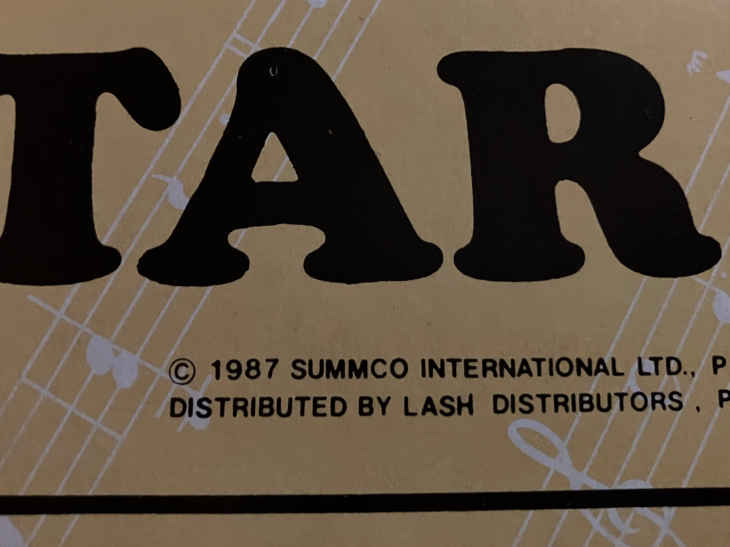 TAR
© 1987 SUMMCO INTERNATIONAL LTD., P
DISTRIBUTED BY LASH DISTRIBUTORS , P